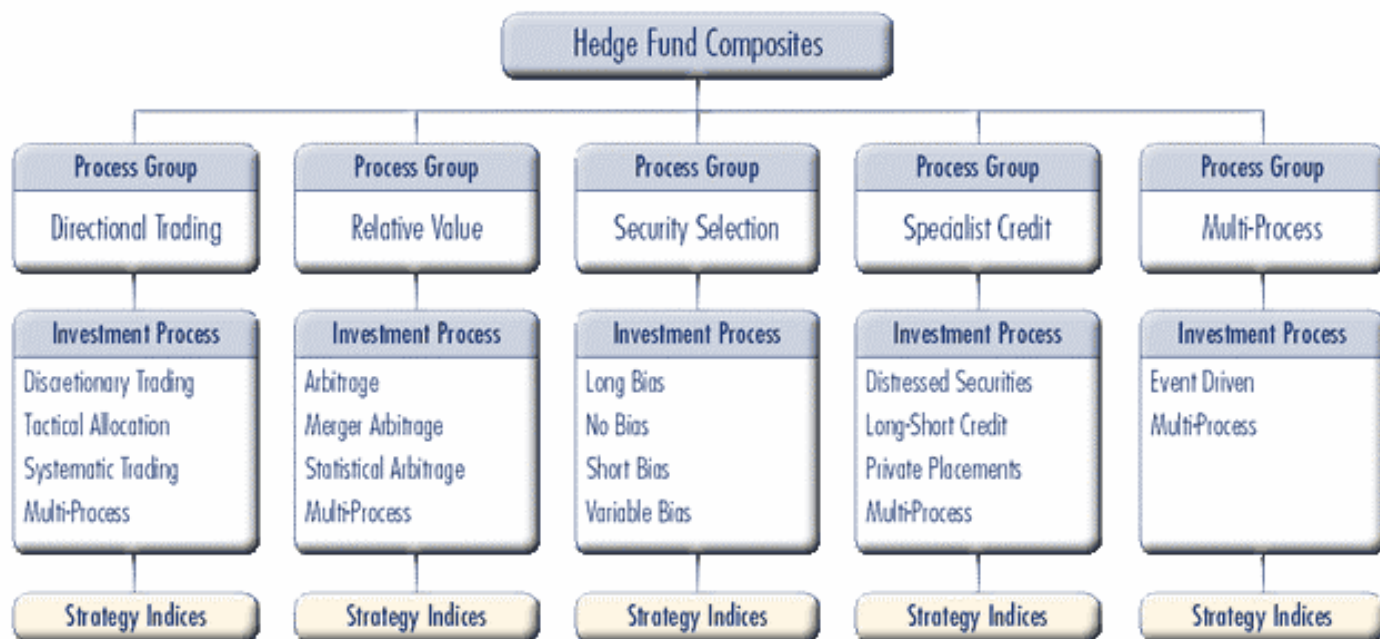 Hedge Fund Composites
Process Group
Directional Trading
Process Group
Relative Value
Process Group
Security Selection
Process Group
Specialist Credit
Process Group
Multi-Process
Investment Process
Discretionary Trading
Tactical Allocation
Systematic Trading
Multi-Process
Investment Process
Arbitrage
Merger Arbitrage
Statistical Arbitrage
Multi-Process
Investment Process
Long Bias
No Bias
Short Bias
Variable Bias
Investment Process
Distressed Securities
Long-Short Credit
Private Placements
Multi-Process
Investment Process
Event Driven
Multi-Process
Strategy Indices
Strategy Indices
Strategy Indices
Strategy Indices
Strategy Indices